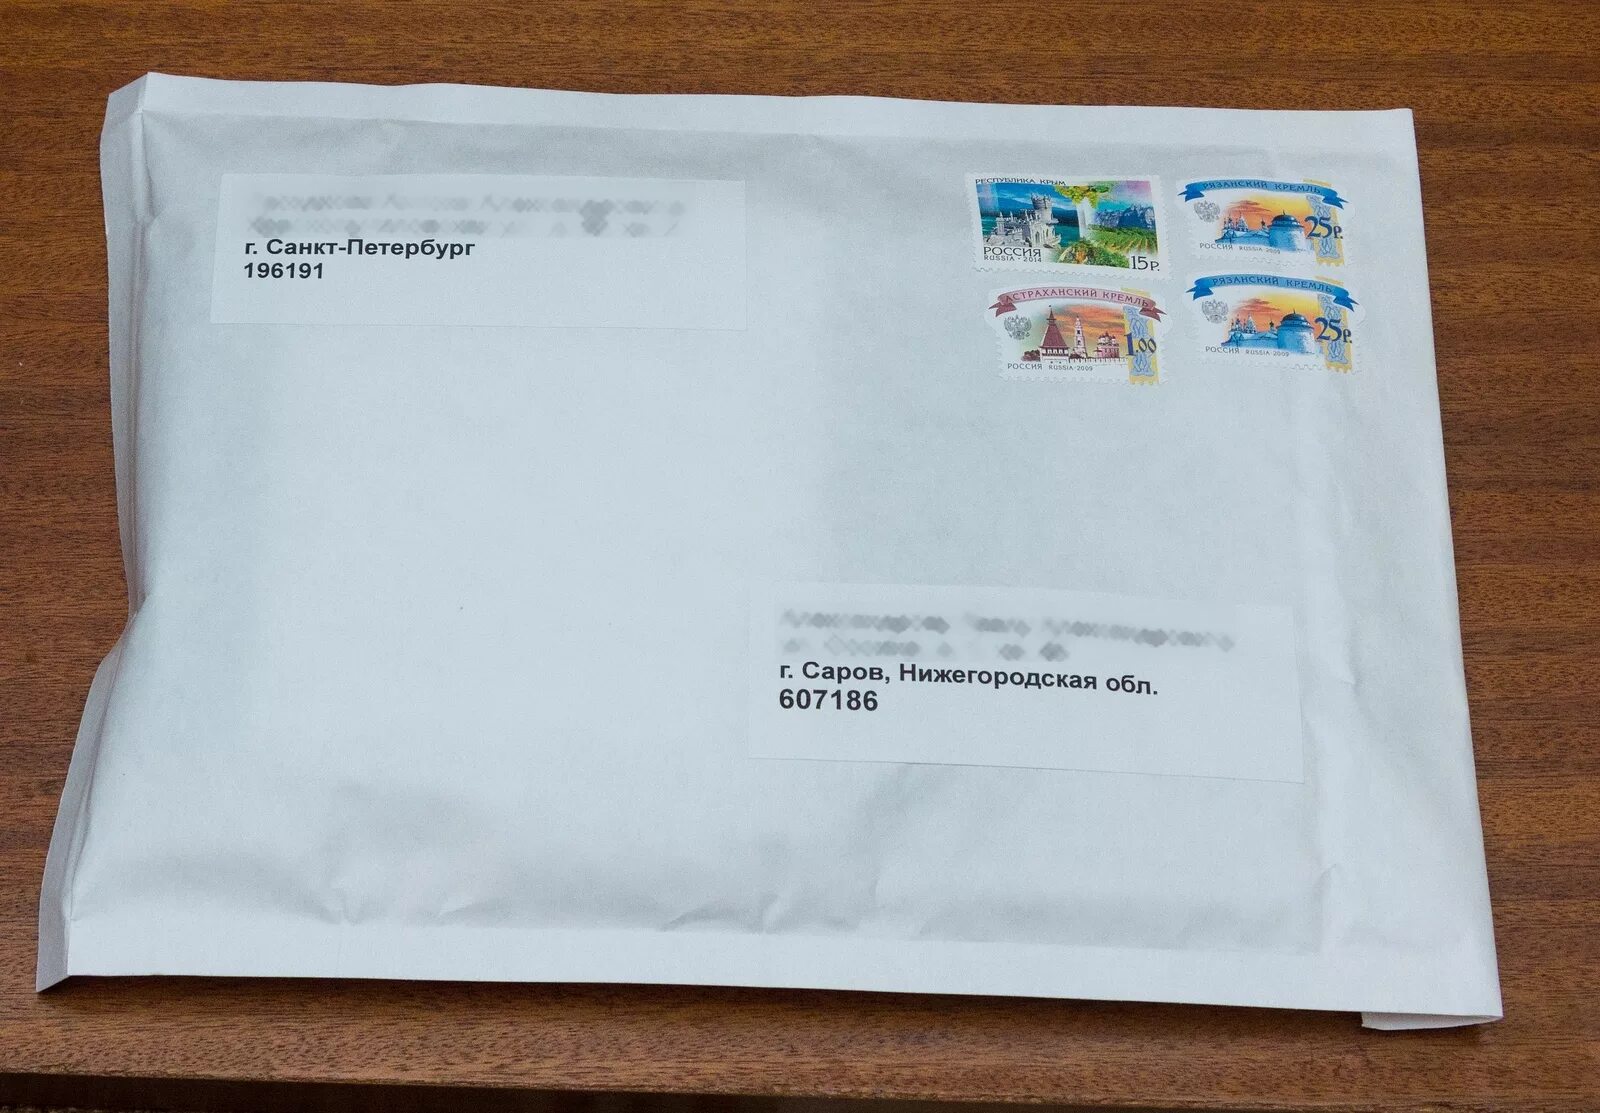 г. Санкт-Петербург
196191
РЕСПУБЛИКА КРЫМ
РОССИЯ
RUSSIA-2014
15р.
РЯЗАНСКИЙ КРЕМЛЬ
25р.
РОССИЯ RUSSIA-2009
АСТРАХАНСКИЙ КРЕМЛЬ
1.00
РОССИЯ RUSSIA-2009
РЯЗАНСКИЙ КРЕМЛЬ
25р.
РОССИЯ RUSSIA-2009
г. Саров, Нижегородская обл.
607186